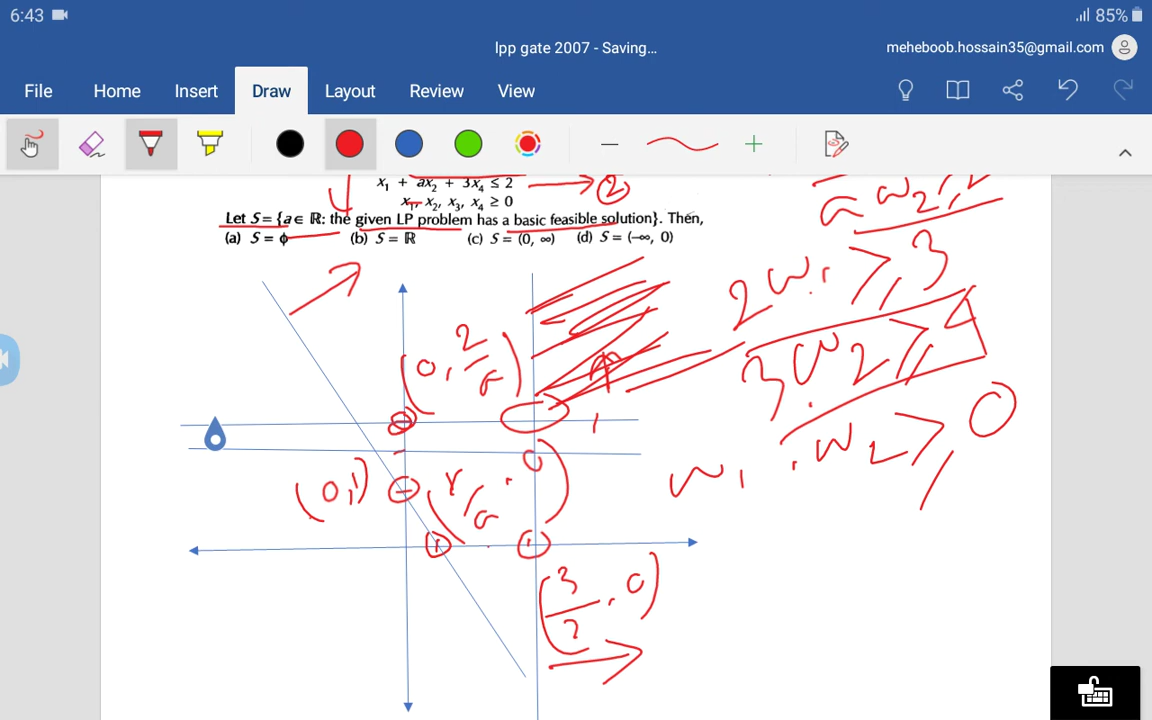 6:43 85%
lpp gate 2007 - Saving... meheboob.hossain35@gmail.com
File Home Insert Draw Layout Review View
x₁ + ax₂ + 3x₄ ≤ 2 → ②
x₁, x₂, x₃, x₄ ≥ 0
Let S = {a ∈ ℝ: the given LP problem has a basic feasible solution}. Then,
(a) S = ϕ (b) S = ℝ (c) S = (0, ∞) (d) S = (-∞, 0)
2w₁ ≥ 3
3w₂ ≥ 4
w₁, w₂ ≥ 0
(0, 2/a)
(0, 1)
(3/2, 0)